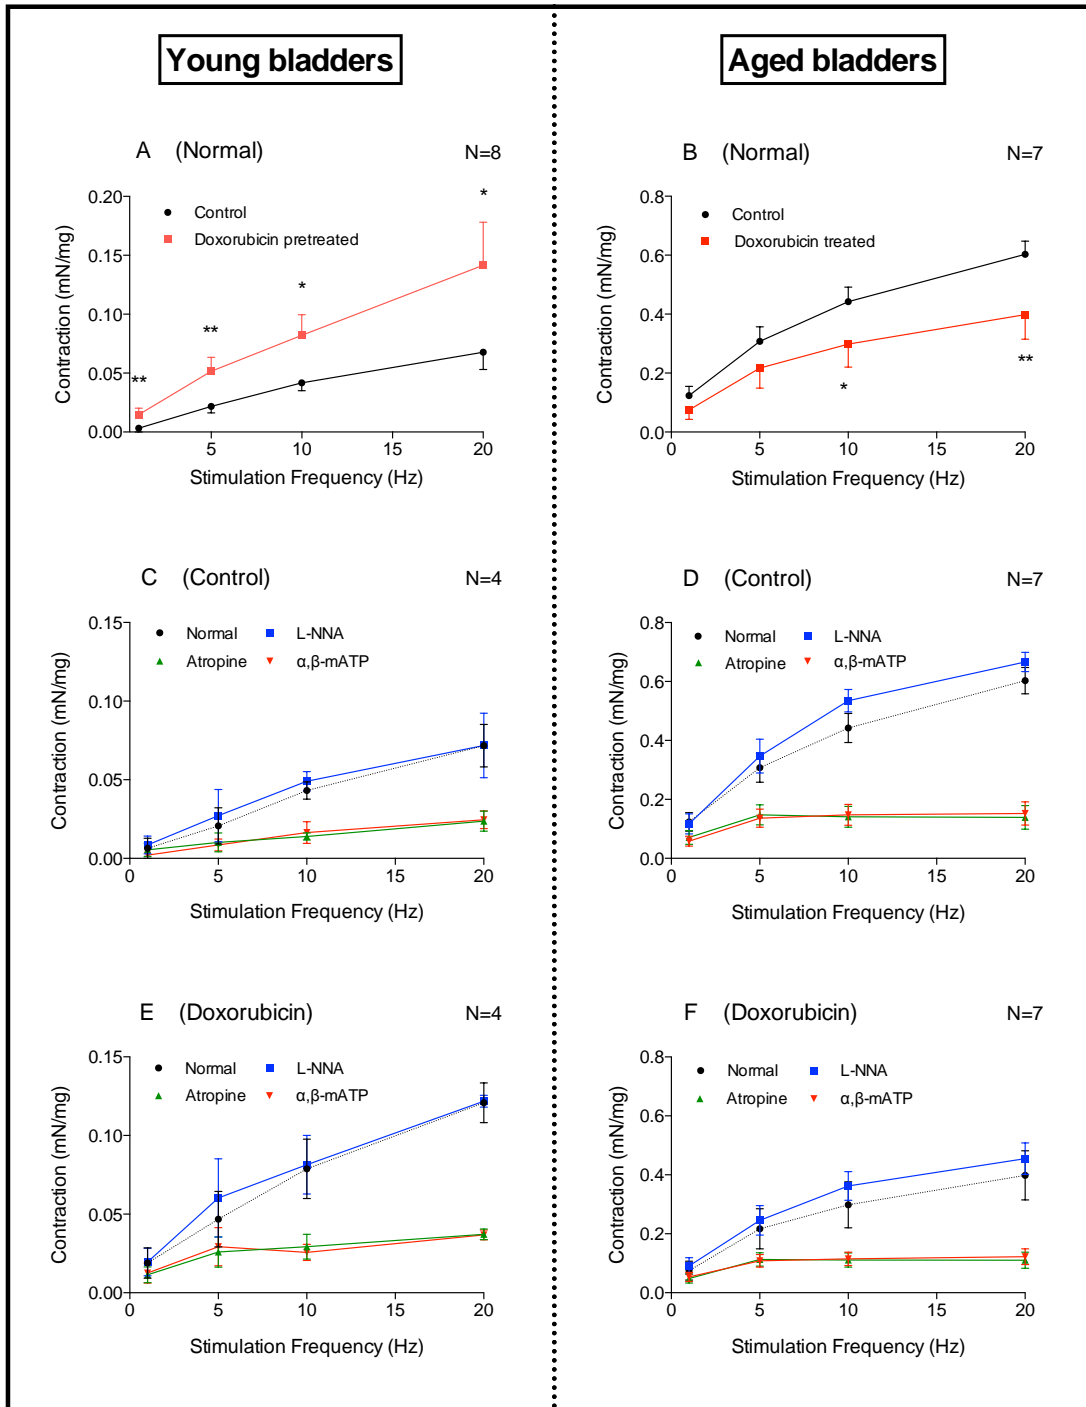 Young bladders
Aged bladders
A (Normal) N=8
** ** * *
Control
Doxorubicin pretreated
Contraction (mN/mg)
0.20
0.15
0.10
0.05
0.00
5 10 15 20
Stimulation Frequency (Hz)
B (Normal) N=7
Control
Doxorubicin treated
* **
Contraction (mN/mg)
0.8
0.6
0.4
0.2
0.0
0 5 10 15 20
Stimulation Frequency (Hz)
C (Control) N=4
Normal L-NNA
Atropine α,β-mATP
Contraction (mN/mg)
0.15
0.10
0.05
0.00
0 5 10 15 20
Stimulation Frequency (Hz)
D (Control) N=7
Normal L-NNA
Atropine α,β-mATP
Contraction (mN/mg)
0.8
0.6
0.4
0.2
0.0
0 5 10 15 20
Stimulation Frequency (Hz)
E (Doxorubicin) N=4
Normal L-NNA
Atropine α,β-mATP
Contraction (mN/mg)
0.15
0.10
0.05
0.00
0 5 10 15 20
Stimulation Frequency (Hz)
F (Doxorubicin) N=7
Normal L-NNA
Atropine α,β-mATP
Contraction (mN/mg)
0.8
0.6
0.4
0.2
0.0
0 5 10 15 20
Stimulation Frequency (Hz)